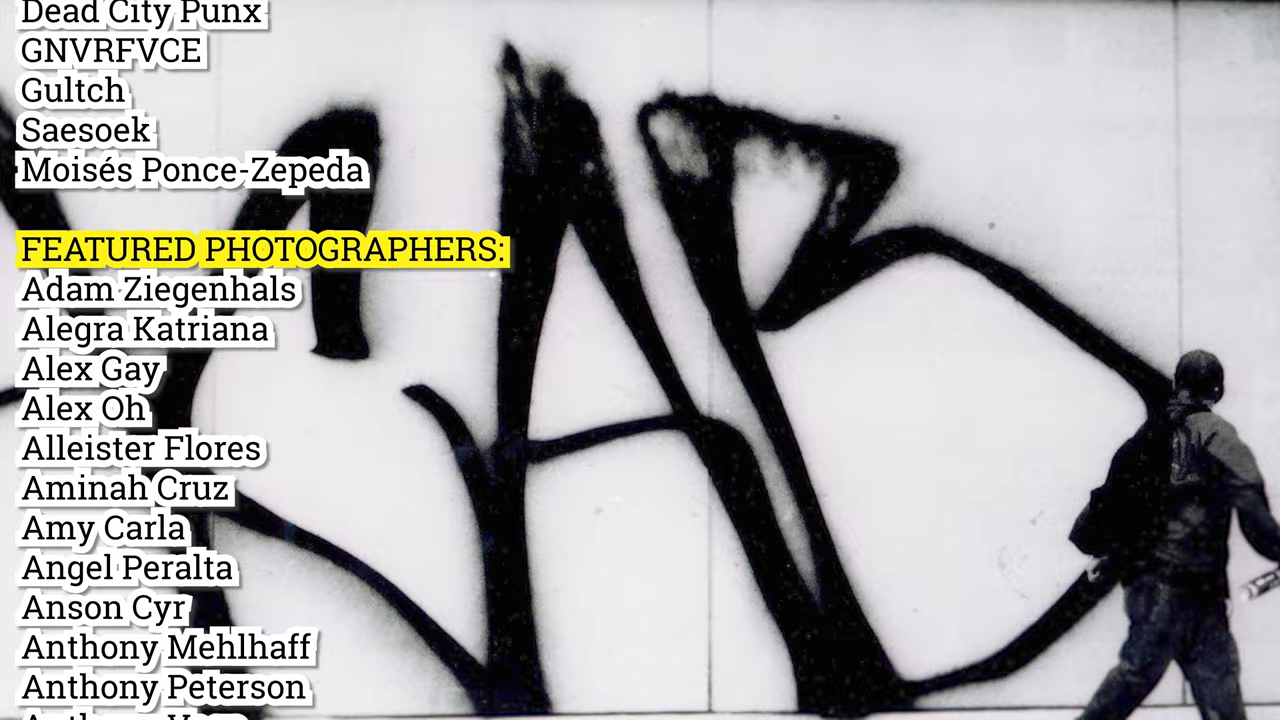 Dead City Punx
GNVRFVCE
Gultch
Saesoek
Moisés Ponce-Zepeda
FEATURED PHOTOGRAPHERS:
Adam Ziegenhals
Alegra Katriana
Alex Gay
Alex Oh
Alleister Flores
Aminah Cruz
Amy Carla
Angel Peralta
Anson Cyr
Anthony Mehlhaff
Anthony Peterson